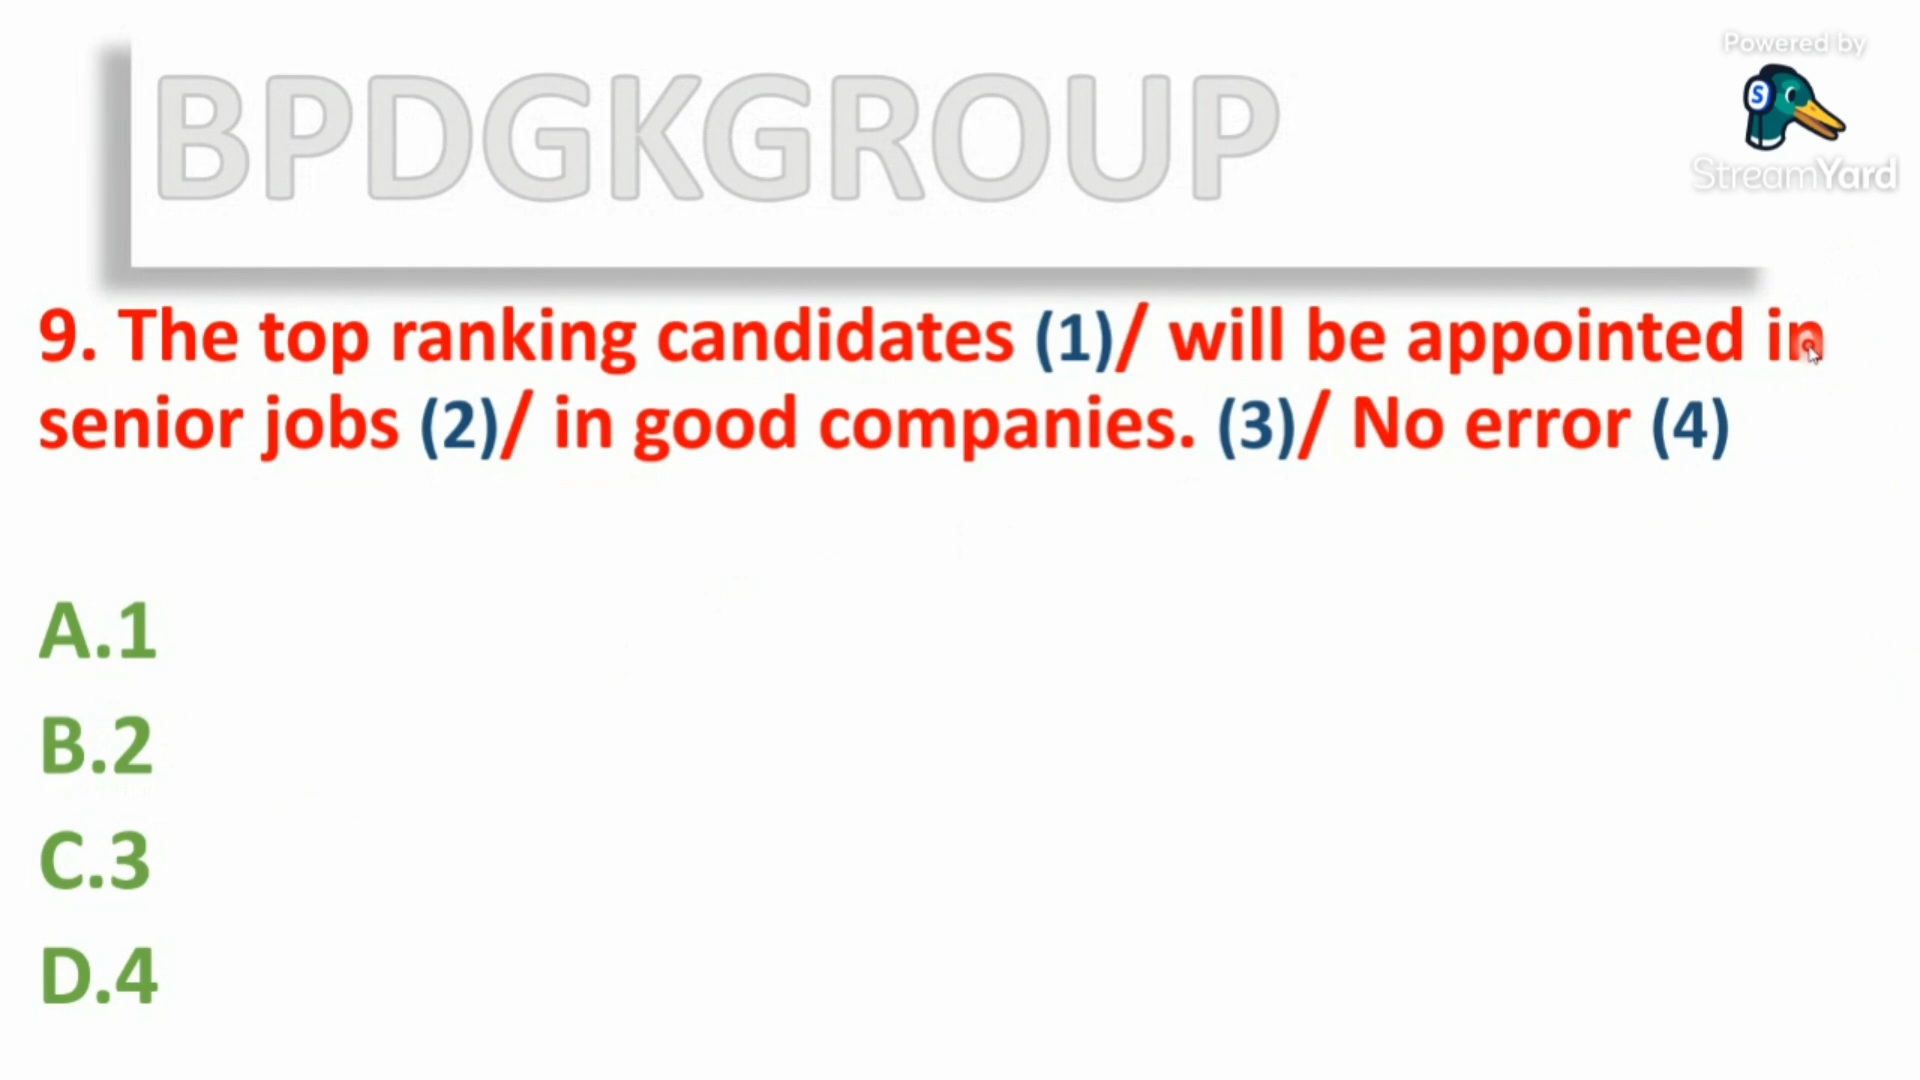 BPDGKGROUP
Powered by
StreamYard
9. The top ranking candidates (1)/ will be appointed in
senior jobs (2)/ in good companies. (3)/ No error (4)
A.1
B.2
C.3
D.4